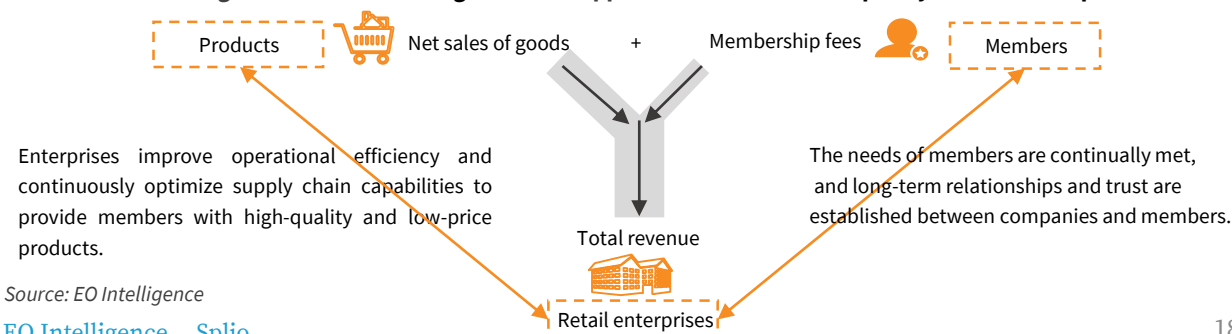 Products
Net sales of goods
+
Membership fees
Members
Enterprises improve operational efficiency and
continuously optimize supply chain capabilities to
provide members with high-quality and low-price
products.
The needs of members are continually met,
and long-term relationships and trust are
established between companies and members.
Total revenue
Source: EO Intelligence
Retail enterprises
EO Intelligence Splio
18